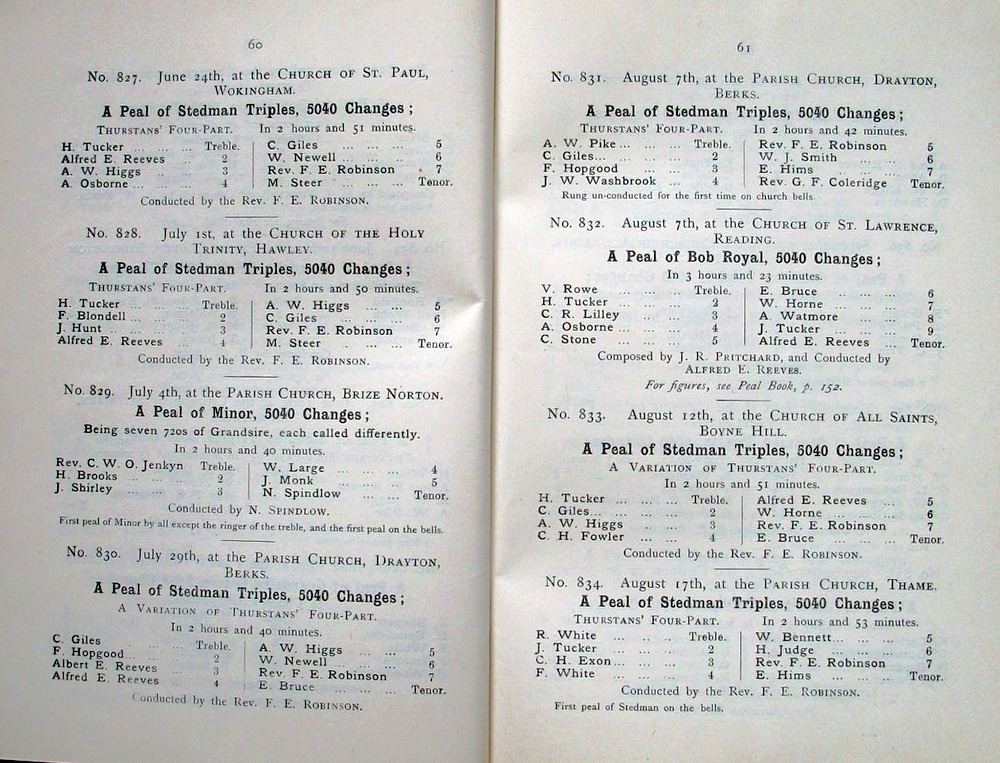 60
No. 827. June 24th, at the CHURCH OF ST. PAUL,
WOKINGHAM.
A Peal of Stedman Triples, 5040 Changes;
THURSTANS' FOUR-PART. In 2 hours and 51 minutes.
H. Tucker ... ... ... Treble. C. Giles ... ... ... 5
Alfred E. Reeves ... 2 W. Newell ... ... ... 6
A. W. Higgs ... ... 3 Rev. F. E. Robinson . 7
A. Osborne ... ... ... 4 M. Steer ... ... ... Tenor.
Conducted by the Rev. F. E. ROBINSON.
No. 828. July 1st, at the CHURCH OF THE HOLY
TRINITY, HAWLEY.
A Peal of Stedman Triples, 5040 Changes;
THURSTANS' FOUR-PART. In 2 hours and 50 minutes.
H. Tucker ... ... ... Treble. A. W. Higgs ... ... 5
F. Blondell ... ... ... 2 C. Giles ... ... ... 6
J. Hunt ... ... ... 3 Rev. F. E. Robinson 7
Alfred E. Reeves ... 4 M. Steer ... ... ... Tenor.
Conducted by the Rev. F. E. ROBINSON.
No. 829. July 4th, at the PARISH CHURCH, BRIZE NORTON.
A Peal of Minor, 5040 Changes;
Being seven 720s of Grandsire, each called differently.
In 2 hours and 40 minutes.
Rev. C. W. O. Jenkyn Treble. W. Large ... ... ... 4
H. Brooks ... ... ... 2 J. Monk ... ... ... 5
J. Shirley ... ... ... 3 N. Spindlow ... ... Tenor.
Conducted by N. SPINDLOW.
First peal of Minor by all except the ringer of the treble, and the first peal on the bells.
No. 830. July 29th, at the PARISH CHURCH, DRAYTON,
BERKS.
A Peal of Stedman Triples, 5040 Changes;
A VARIATION OF THURSTANS' FOUR-PART.
In 2 hours and 40 minutes.
C. Giles ... ... ... Treble. A. W. Higgs ... ... 5
F. Hopgood ... ... ... 2 W. Newell ... ... ... 6
Albert E. Reeves ... 3 Rev. F. E. Robinson 7
Alfred E. Reeves ... 4 E. Bruce ... ... ... Tenor.
Conducted by the Rev. F. E. ROBINSON.
61
No. 831. August 7th, at the PARISH CHURCH, DRAYTON,
BERKS.
A Peal of Stedman Triples, 5040 Changes;
THURSTANS' FOUR-PART. In 2 hours and 42 minutes.
A. W. Pike ... ... ... Treble. Rev. F. E. Robinson 5
C. Giles... ... ... ... 2 W. J. Smith ... ... 6
F. Hopgood ... ... 3 E. Hims ... ... ... 7
J. W. Washbrook ... 4 Rev. G. F. Coleridge Tenor.
Rung un-conducted for the first time on church bells.
No. 832. August 7th, at the CHURCH OF ST. LAWRENCE,
READING.
A Peal of Bob Royal, 5040 Changes;
In 3 hours and 23 minutes.
V. Rowe ... ... ... Treble. E. Bruce ... ... ... 6
H. Tucker ... ... ... 2 W. Horne ... ... ... 7
C. R. Lilley ... ... 3 A. Watmore ... ... 8
A. Osborne ... ... ... 4 J. Tucker ... ... ... 9
C. Stone ... ... ... 5 Alfred E. Reeves ... Tenor.
Composed by J. R. PRITCHARD, and Conducted by
ALFRED E. REEVES.
For figures, see Peal Book, p. 152.
No. 833. August 12th, at the CHURCH OF ALL SAINTS,
BOYNE HILL.
A Peal of Stedman Triples, 5040 Changes;
A VARIATION OF THURSTANS' FOUR-PART.
In 2 hours and 51 minutes.
H. Tucker ... ... ... Treble. Alfred E. Reeves ... 5
C. Giles... ... ... ... 2 W. Horne ... ... ... 6
A. W. Higgs ... ... 3 Rev. F. E. Robinson 7
C. H. Fowler ... ... 4 E. Bruce ... ... ... Tenor.
Conducted by the Rev. F. E. ROBINSON.
No. 834. August 17th, at the PARISH CHURCH, THAME.
A Peal of Stedman Triples, 5040 Changes;
THURSTANS' FOUR-PART. In 2 hours and 53 minutes.
R. White ... ... ... Treble. W. Bennett... ... ... 5
J. Tucker ... ... ... 2 H. Judge ... ... ... 6
C. H. Exon ... ... ... 3 Rev. F. E. Robinson 7
F. White ... ... ... 4 E. Hims ... ... ... Tenor.
Conducted by the Rev. F. E. ROBINSON.
First peal of Stedman on the bells.